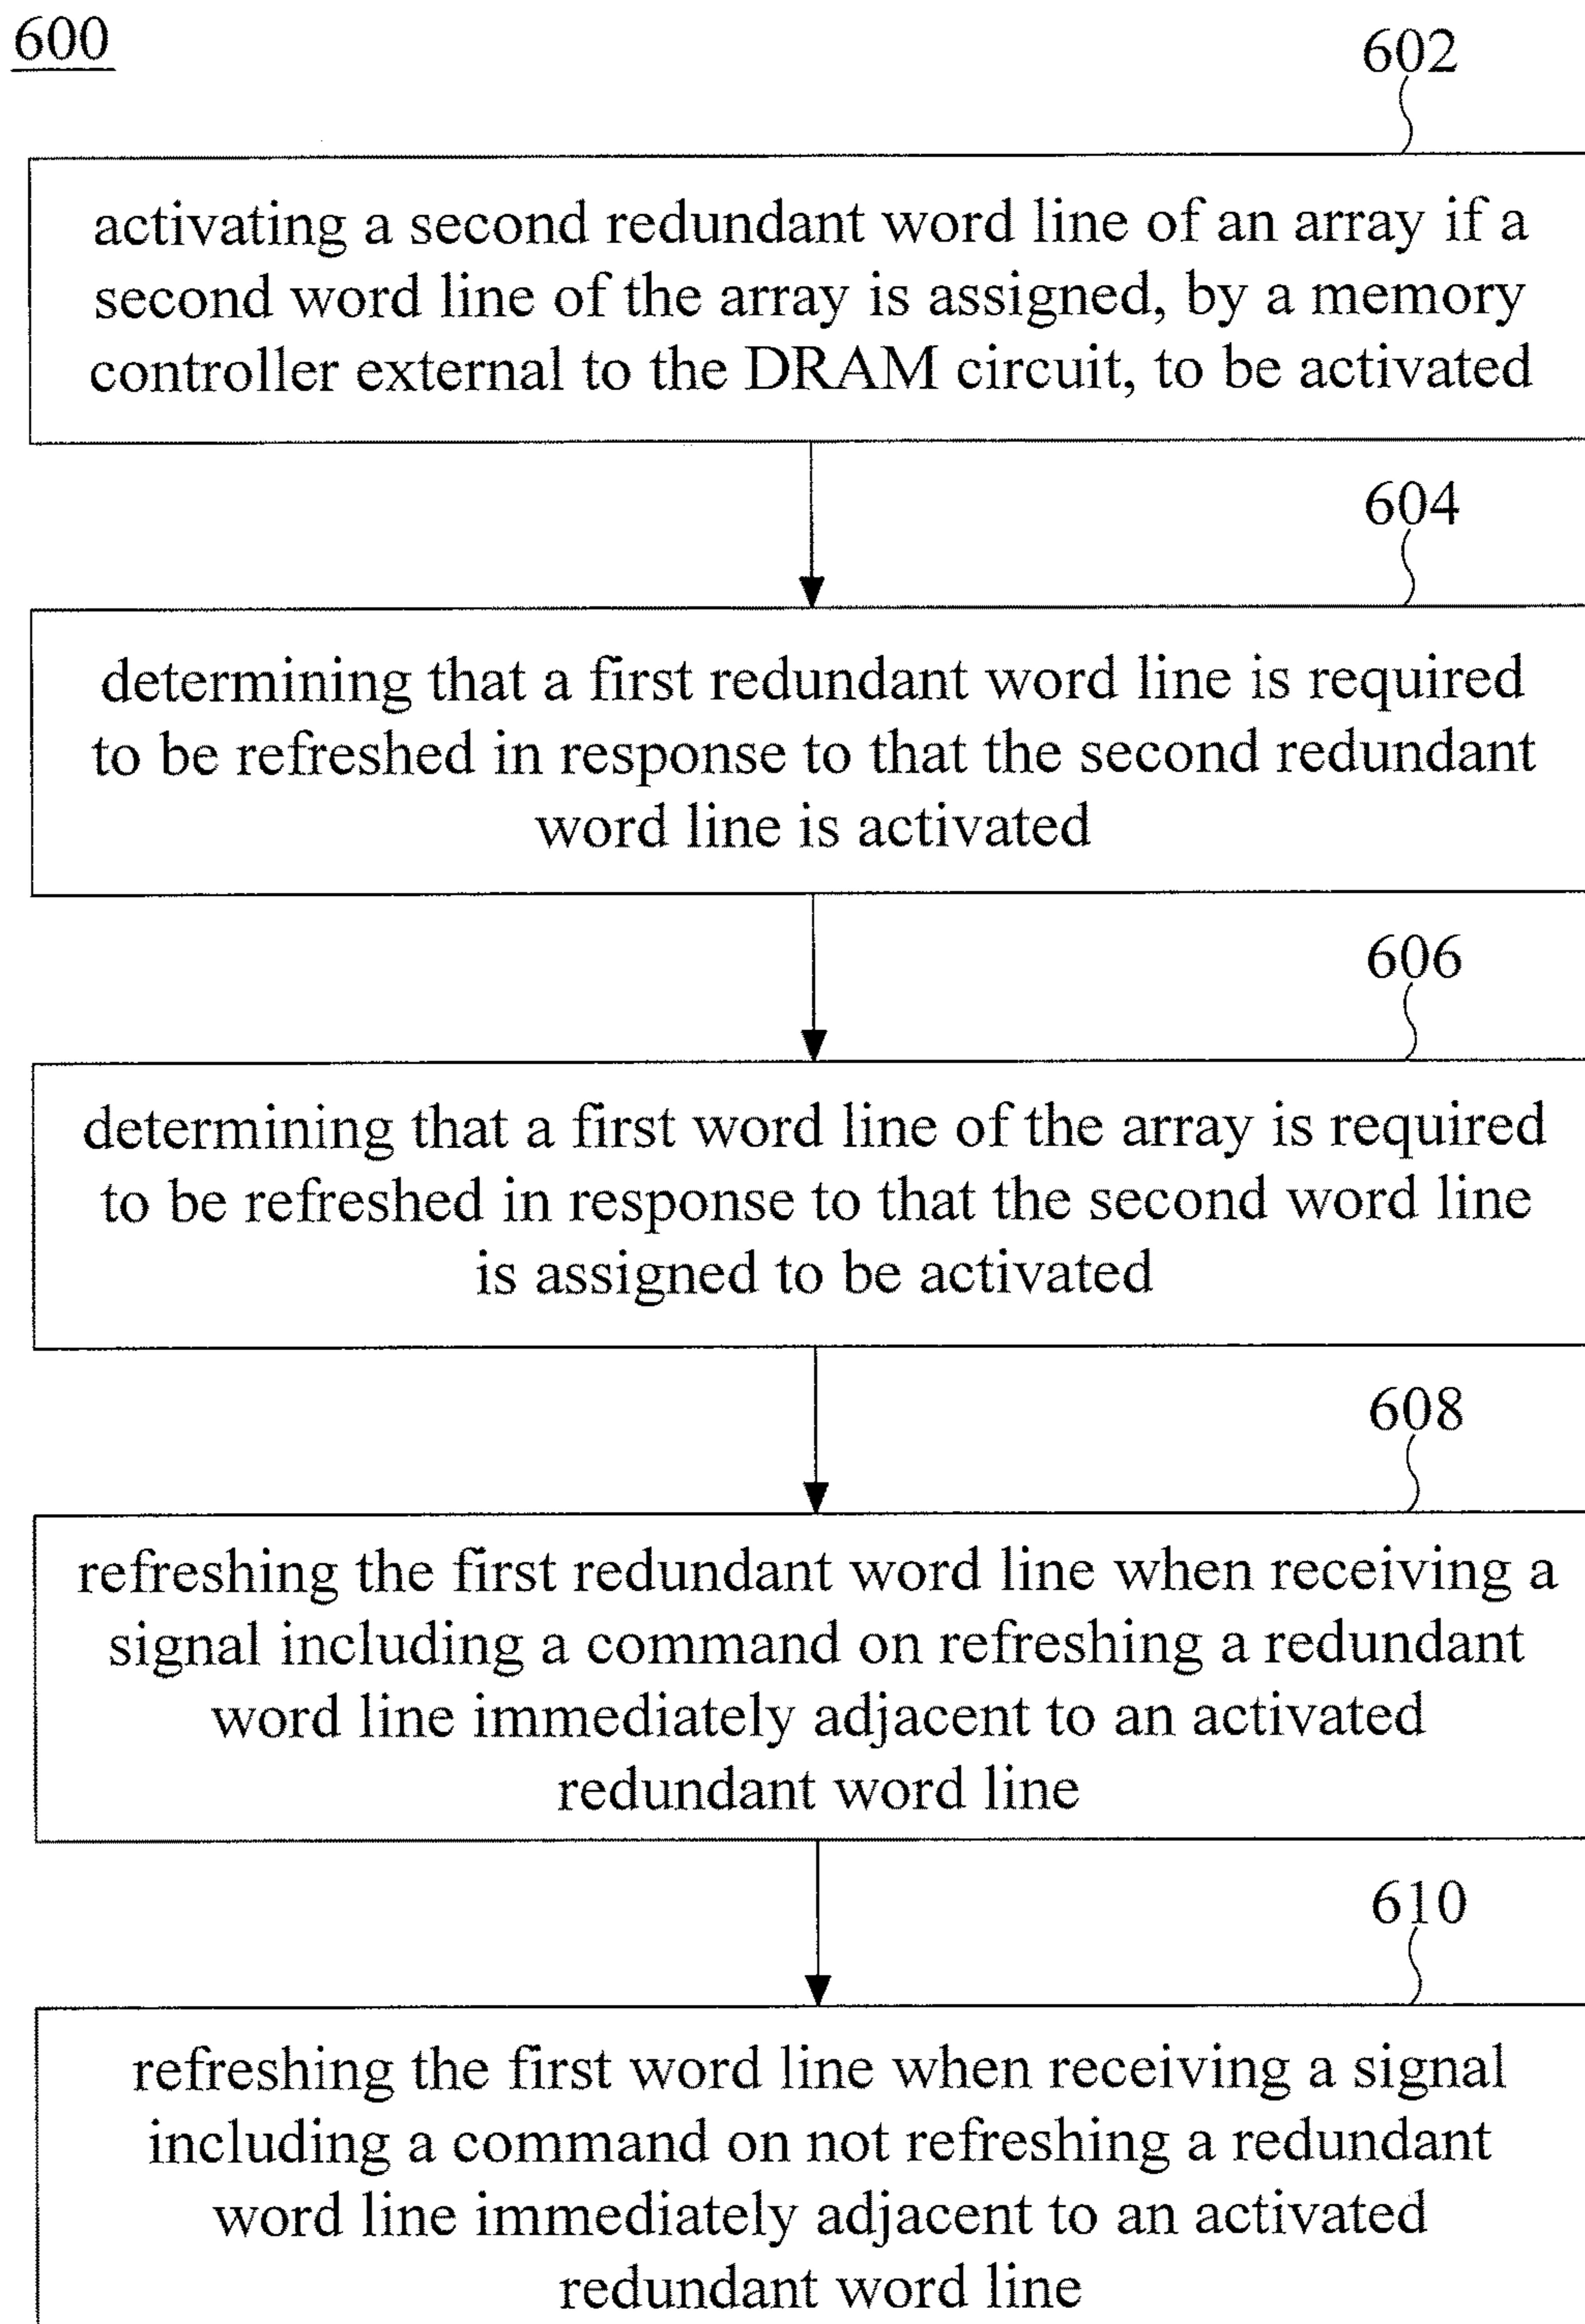 600
602
activating a second redundant word line of an array if a
second word line of the array is assigned, by a memory
controller external to the DRAM circuit, to be activated
604
determining that a first redundant word line is required
to be refreshed in response to that the second redundant
word line is activated
606
determining that a first word line of the array is required
to be refreshed in response to that the second word line
is assigned to be activated
608
refreshing the first redundant word line when receiving a
signal including a command on refreshing a redundant
word line immediately adjacent to an activated
redundant word line
610
refreshing the first word line when receiving a signal
including a command on not refreshing a redundant
word line immediately adjacent to an activated
redundant word line